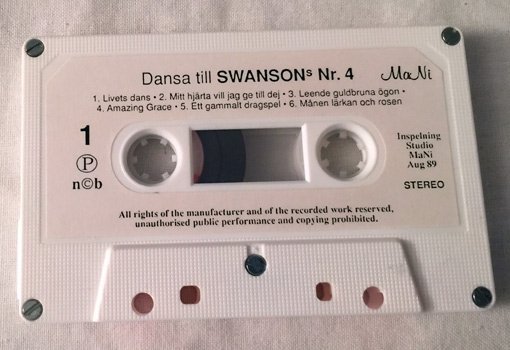 Dansa till SWANSONs Nr. 4
MaNi
1. Livets dans • 2. Mitt hjärta vill jag ge till dej • 3. Leende guldbruna ögon •
4. Amazing Grace • 5. Ett gammalt dragspel • 6. Månen lärkan och rosen
1
P
n©b
Inspelning
Studio
MaNi
Aug 89
STEREO
All rights of the manufacturer and of the recorded work reserved,
unauthorised public performance and copying prohibited.